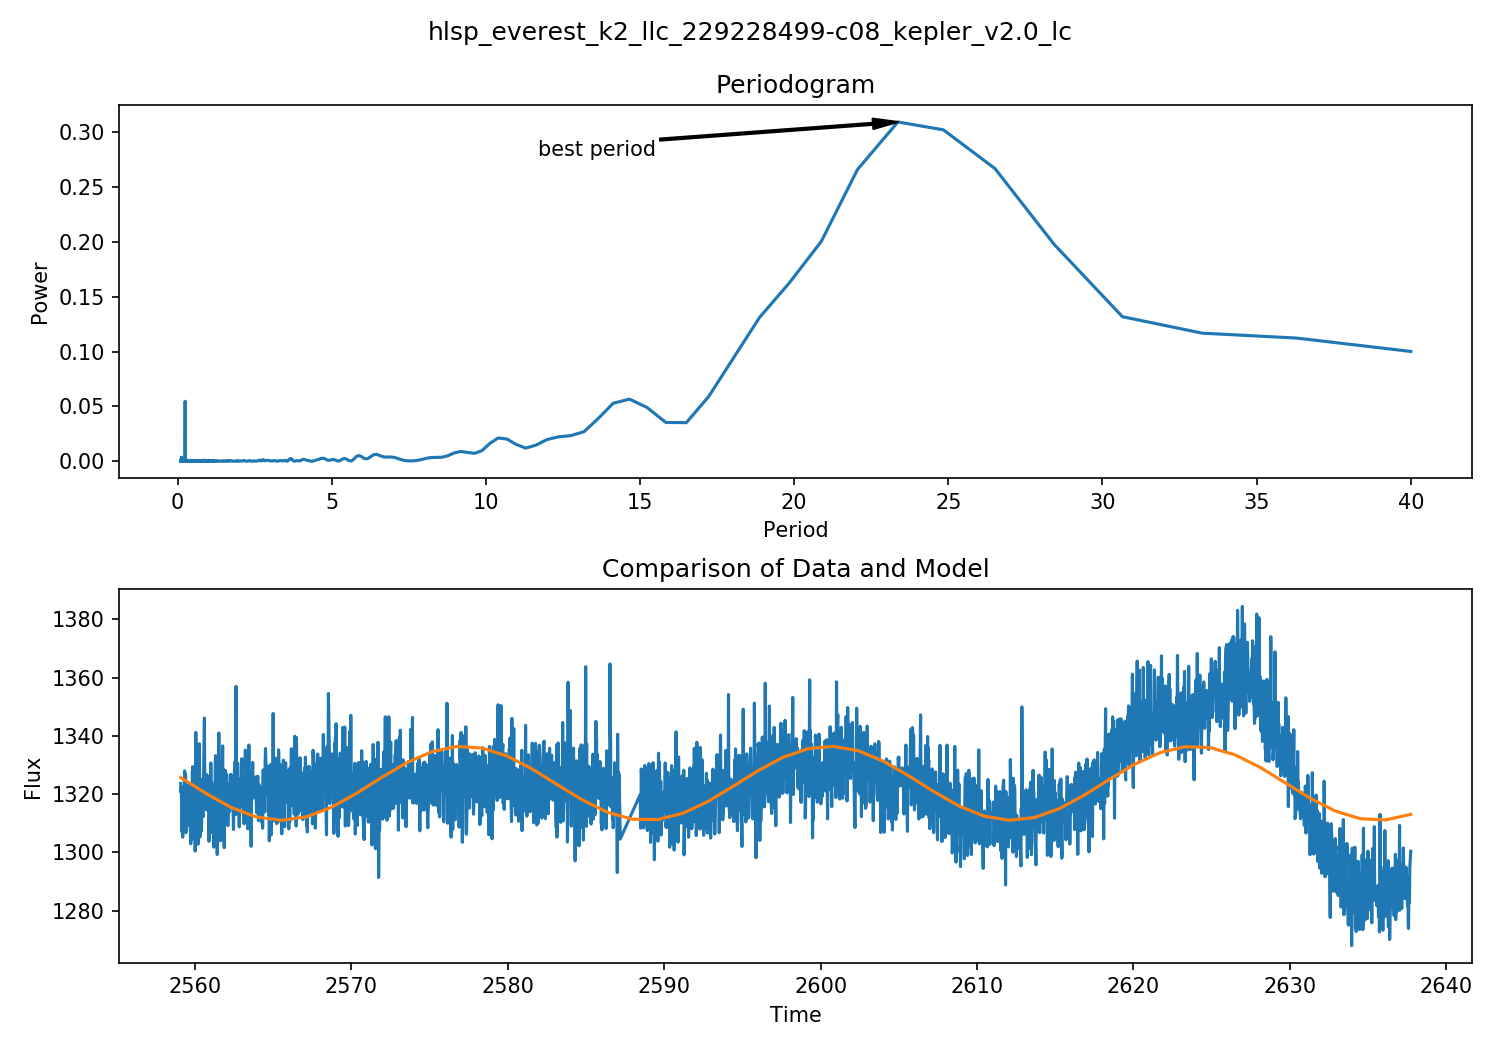 hlsp_everest_k2_llc_229228499-c08_kepler_v2.0_lc
Periodogram
0.30
0.25
0.20
0.15
0.10
0.05
0.00
Power
best period
0 5 10 15 20 25 30 35 40
Period
Comparison of Data and Model
1380
1360
1340
1320
1300
1280
Flux
2560 2570 2580 2590 2600 2610 2620 2630 2640
Time